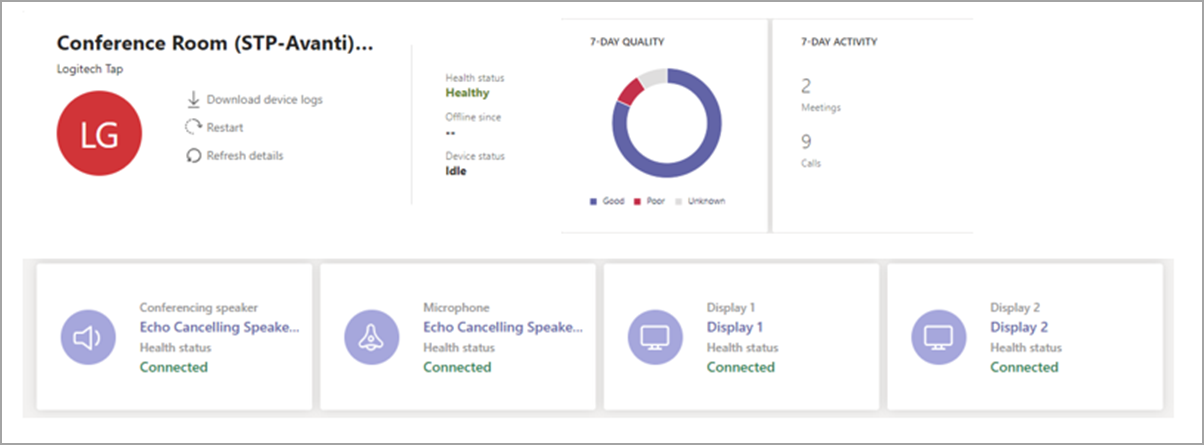 Conference Room (STP-Avanti)...
Logitech Tap
LG
Download device logs
Restart
Refresh details
Health status
Healthy
Offline since
--
Device status
Idle
7-DAY QUALITY
Good Poor Unknown
7-DAY ACTIVITY
2
Meetings
9
Calls
Conferencing speaker
Echo Cancelling Speake...
Health status
Connected
Microphone
Echo Cancelling Speake...
Health status
Connected
Display 1
Display 1
Health status
Connected
Display 2
Display 2
Health status
Connected